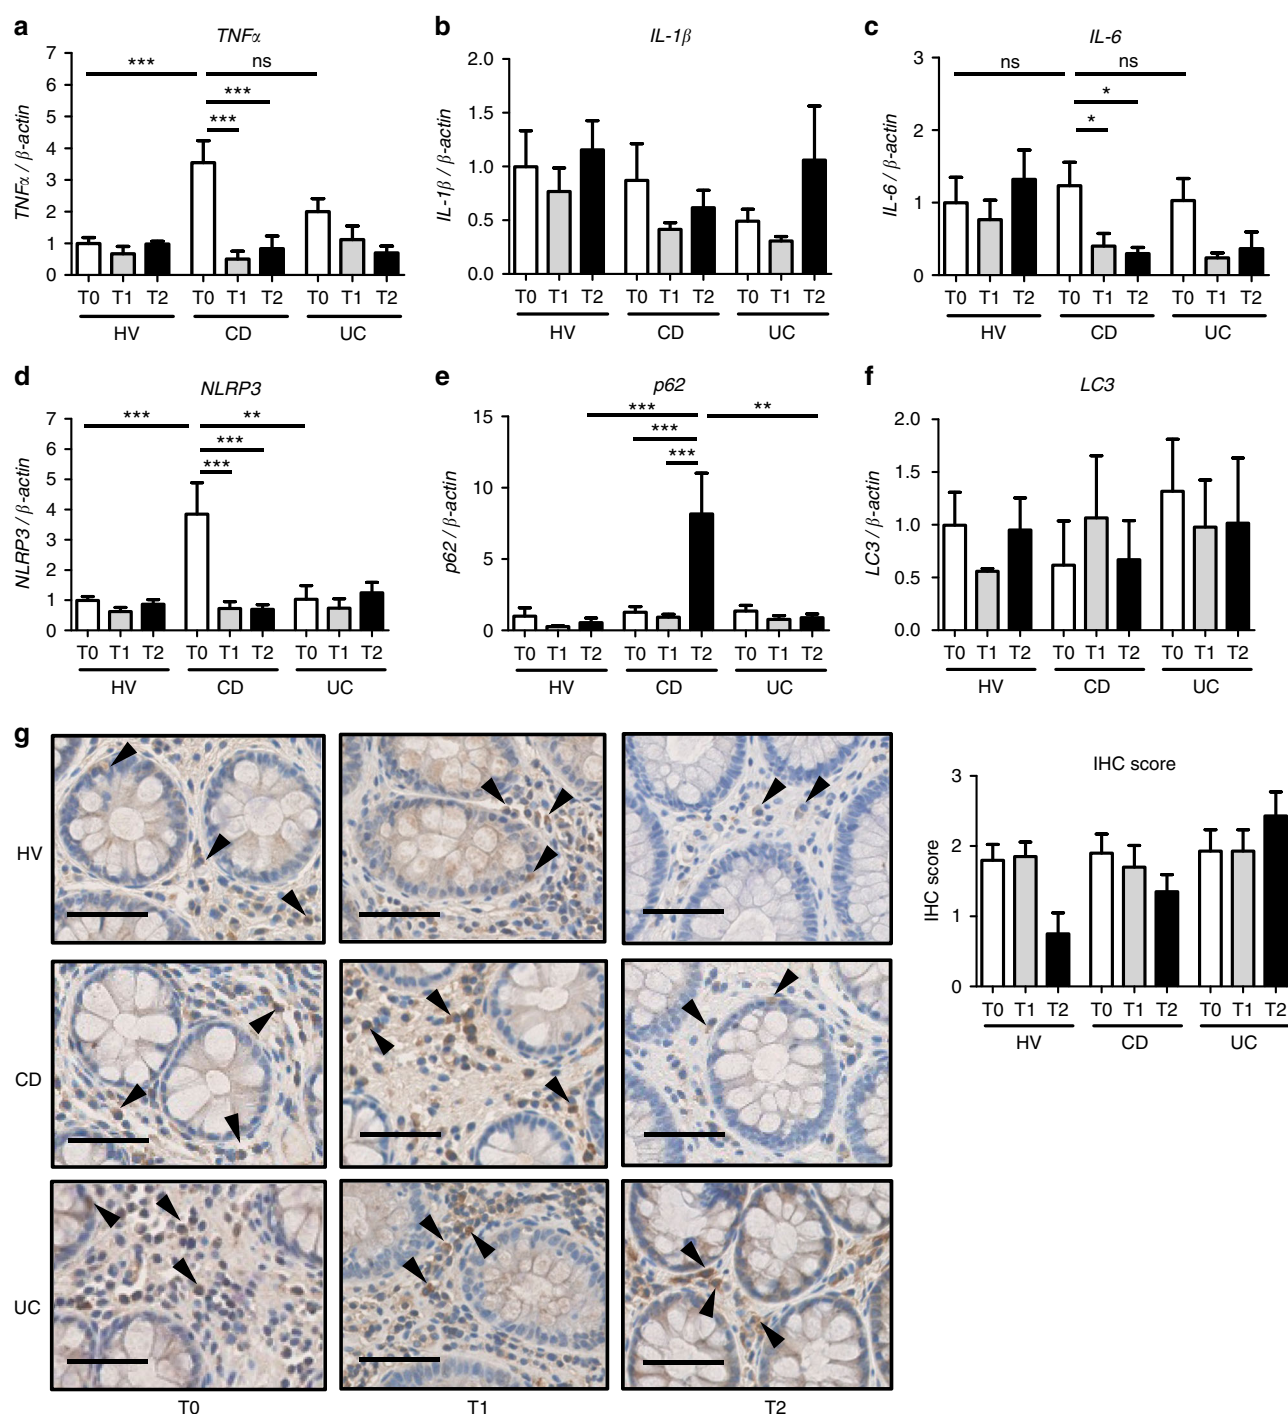 a
TNFα
7
6
5
4
3
2
1
0
TNFα / β-actin
***
ns
***
***
T0 T1 T2 T0 T1 T2 T0 T1 T2
HV CD UC
b
IL-1β
2.0
1.5
1.0
0.5
0.0
IL-1β / β-actin
T0 T1 T2 T0 T1 T2 T0 T1 T2
HV CD UC
c
IL-6
3
2
1
0
IL-6 / β-actin
ns
ns
*
*
T0 T1 T2 T0 T1 T2 T0 T1 T2
HV CD UC
d
NLRP3
7
6
5
4
3
2
1
0
NLRP3 / β-actin
***
**
***
***
T0 T1 T2 T0 T1 T2 T0 T1 T2
HV CD UC
e
p62
15
10
5
0
p62 / β-actin
***
**
***
***
T0 T1 T2 T0 T1 T2 T0 T1 T2
HV CD UC
f
LC3
2.0
1.5
1.0
0.5
0.0
LC3 / β-actin
T0 T1 T2 T0 T1 T2 T0 T1 T2
HV CD UC
g
HV
CD
UC
T0 T1 T2
IHC score
3
2
1
0
IHC score
T0 T1 T2 T0 T1 T2 T0 T1 T2
HV CD UC